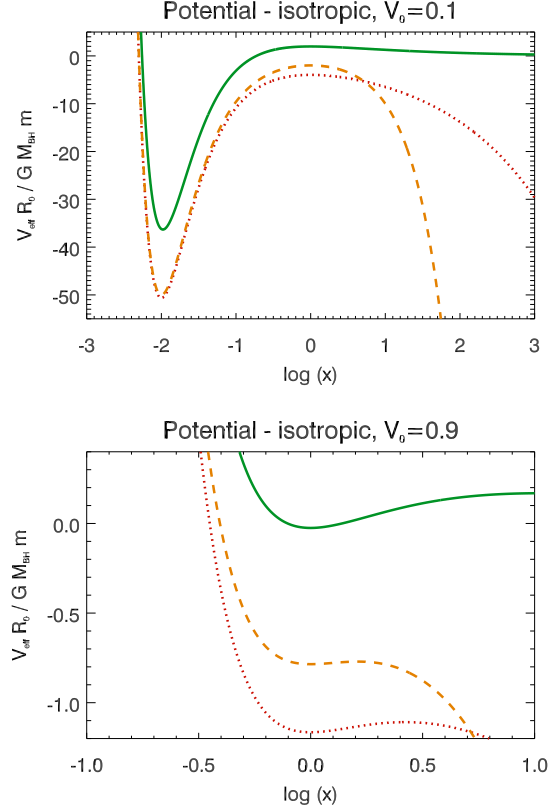 Potential - isotropic, V₀=0.1
0
-10
-20
-30
-40
-50
V_eff R₀ / G M_BH m
-3 -2 -1 0 1 2 3
log (x)
Potential - isotropic, V₀=0.9
0.0
-0.5
-1.0
V_eff R₀ / G M_BH m
-1.0 -0.5 0.0 0.5 1.0
log (x)